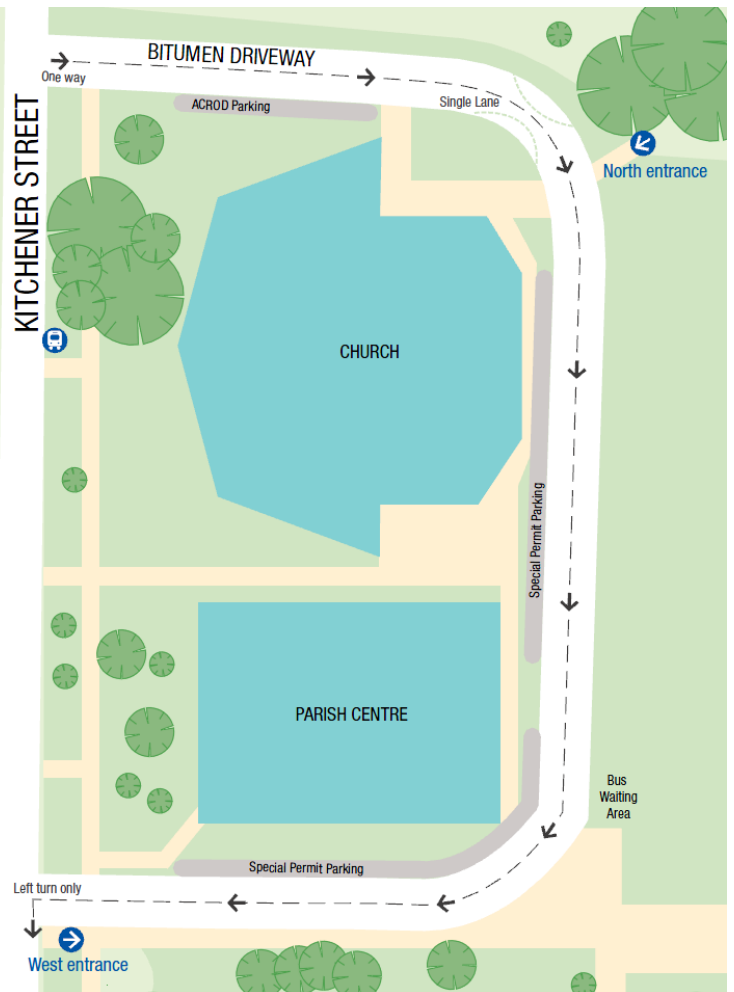 BITUMEN DRIVEWAY
One way
ACROD Parking
Single Lane
North entrance
KITCHENER STREET
CHURCH
Special Permit Parking
PARISH CENTRE
Bus
Waiting
Area
Special Permit Parking
Left turn only
West entrance